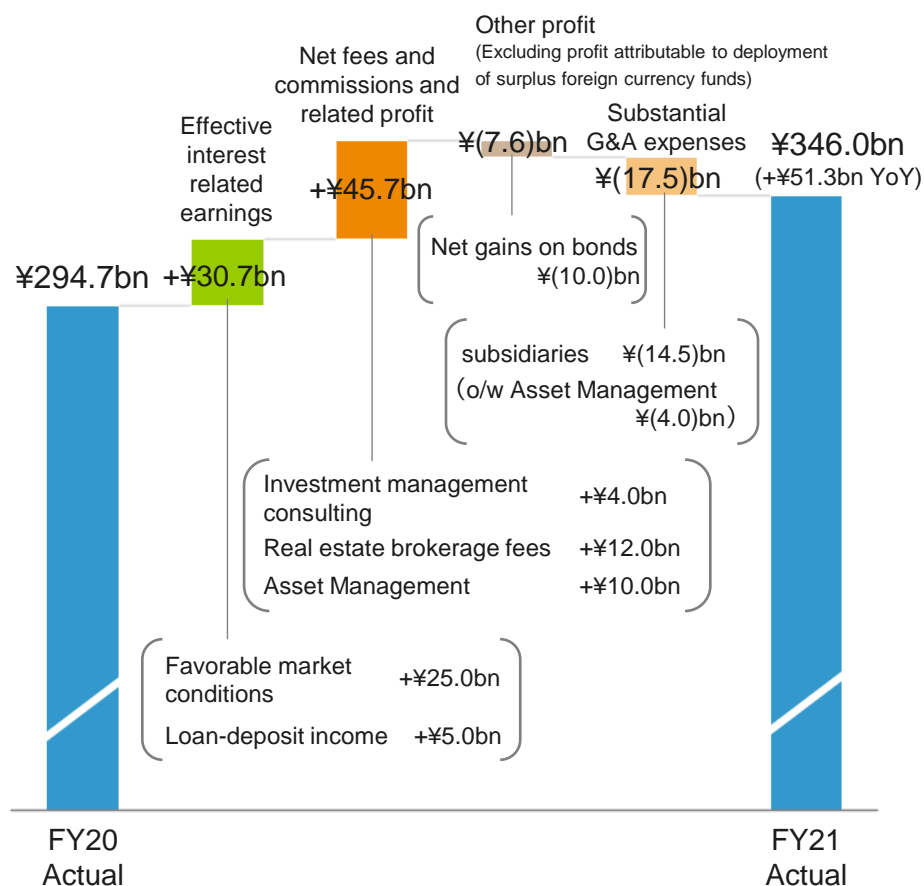 Other profit
(Excluding profit attributable to deployment
of surplus foreign currency funds)
Net fees and
commissions and
related profit
Effective
interest
related
earnings
Substantial
G&A expenses
¥294.7bn
+¥30.7bn
+¥45.7bn
¥(7.6)bn
¥(17.5)bn
¥346.0bn
(+¥51.3bn YoY)
Net gains on bonds
¥(10.0)bn
subsidiaries ¥(14.5)bn
(o/w Asset Management
¥(4.0)bn)
Investment management
consulting +¥4.0bn
Real estate brokerage fees +¥12.0bn
Asset Management +¥10.0bn
Favorable market
conditions +¥25.0bn
Loan-deposit income +¥5.0bn
FY20
Actual
FY21
Actual